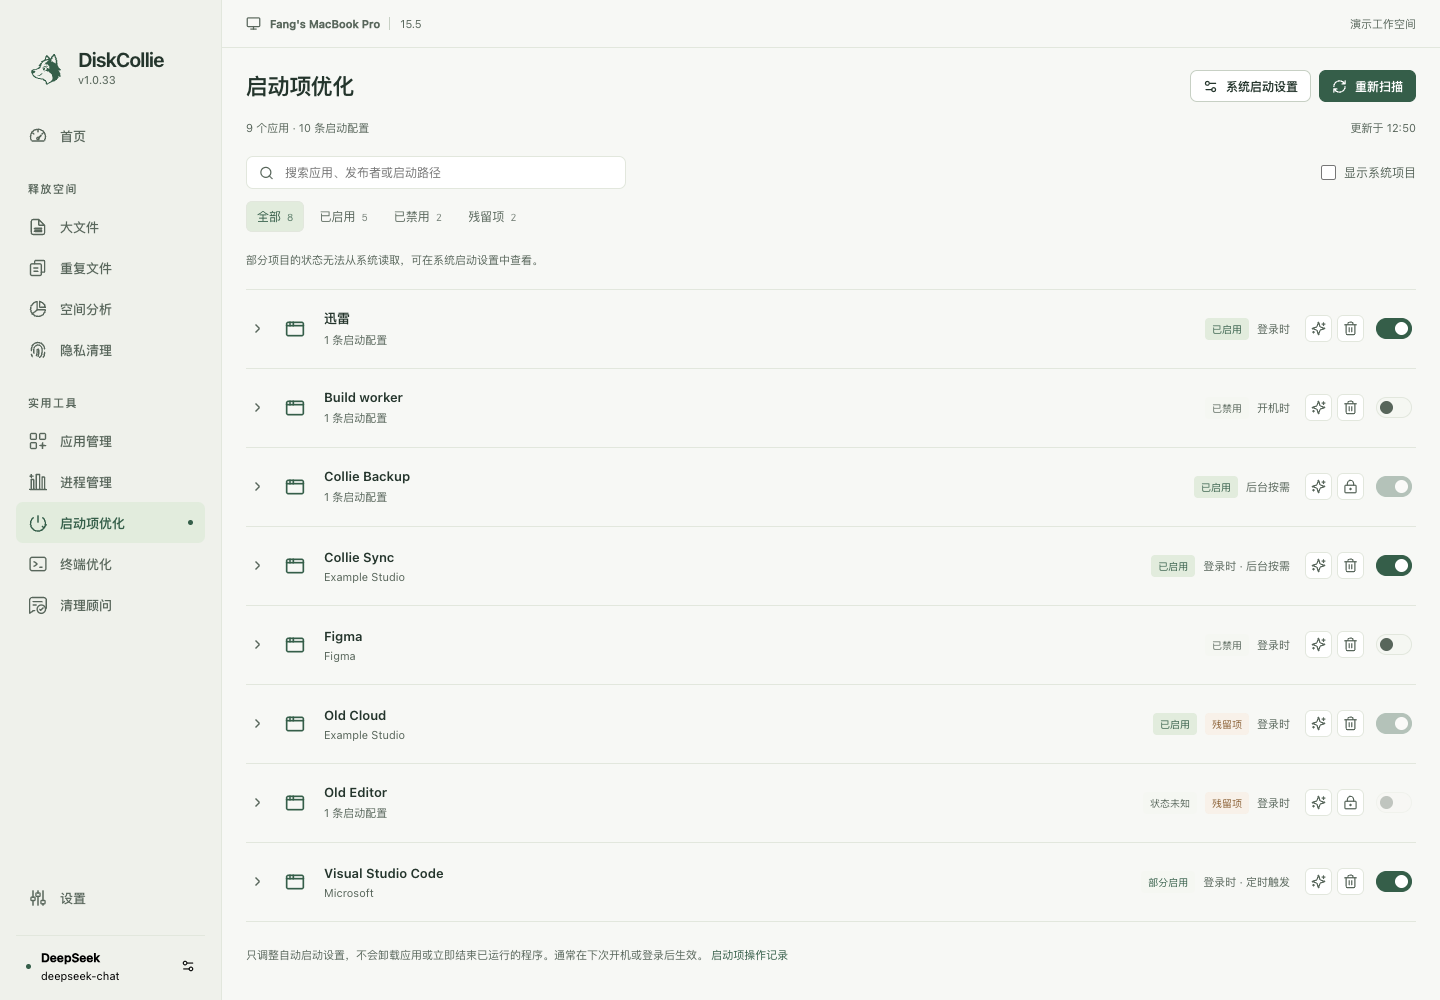 DiskCollie
v1.0.33
首页
释放空间
大文件
重复文件
空间分析
隐私清理
实用工具
应用管理
进程管理
启动项优化
终端优化
清理顾问
设置
DeepSeek
deepseek-chat
Fang's MacBook Pro 15.5
演示工作空间
启动项优化
系统启动设置
重新扫描
9 个应用 · 10 条启动配置
更新于 12:50
搜索应用、发布者或启动路径
显示系统项目
全部 8 已启用 5 已禁用 2 残留项 2
部分项目的状态无法从系统读取，可在系统启动设置中查看。
迅雷
1 条启动配置
已启用 登录时
Build worker
1 条启动配置
已禁用 开机时
Collie Backup
1 条启动配置
已启用 后台按需
Collie Sync
Example Studio
已启用 登录时 · 后台按需
Figma
Figma
已禁用 登录时
Old Cloud
Example Studio
已启用 残留项 登录时
Old Editor
1 条启动配置
状态未知 残留项 登录时
Visual Studio Code
Microsoft
部分启用 登录时 · 定时触发
只调整自动启动设置，不会卸载应用或立即结束已运行的程序。通常在下次开机或登录后生效。 启动项操作记录